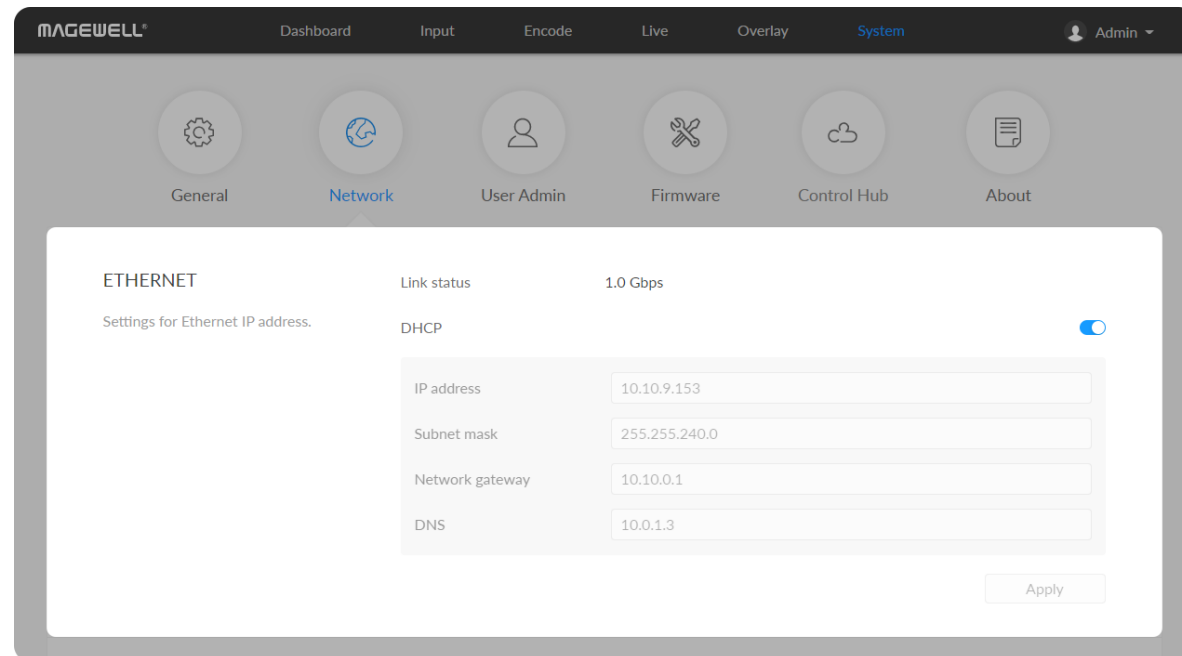 MAGEWELL® Dashboard Input Encode Live Overlay System Admin
General Network User Admin Firmware Control Hub About
ETHERNET
Settings for Ethernet IP address.
Link status 1.0 Gbps
DHCP
IP address 10.10.9.153
Subnet mask 255.255.240.0
Network gateway 10.10.0.1
DNS 10.0.1.3
Apply